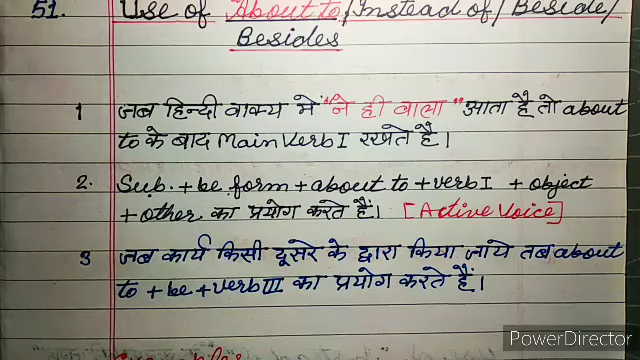 51. Use of "About to/Instead of/Beside/
Besides
1 जब हिन्दी वाक्य में "ने ही वाला" आता है तो about
to के बाद Main Verb I रखते है।
2. Sub. + be form + about to + verb I + object
+ other का प्रयोग करते हैं। [Active Voice]
3 जब कार्य किसी दूसरे के द्वारा किया जाये तब about
to + be + verb III का प्रयोग करते हैं।
PowerDirector